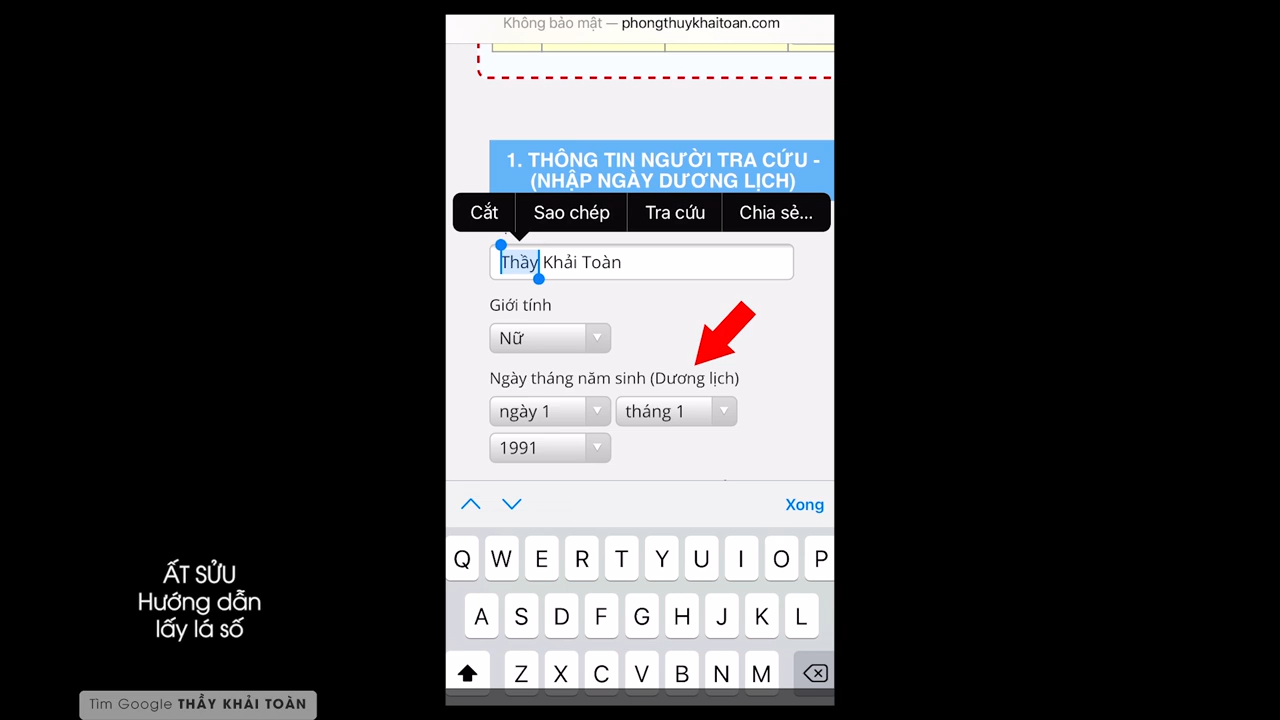 Không bảo mật — phongthuykhaitoan.com
1. THÔNG TIN NGƯỜI TRA CỨU -
(NHẬP NGÀY DƯƠNG LỊCH)
Cắt
Sao chép
Tra cứu
Chia sẻ...
Thầy Khải Toàn
Giới tính
Nữ
Ngày tháng năm sinh (Dương lịch)
ngày 1
tháng 1
1991
Xong
Q W E R T Y U I O P
A S D F G H J K L
Z X C V B N M
ẤT SỬU
Hướng dẫn
lấy lá số
Tìm Google THẦY KHẢI TOÀN